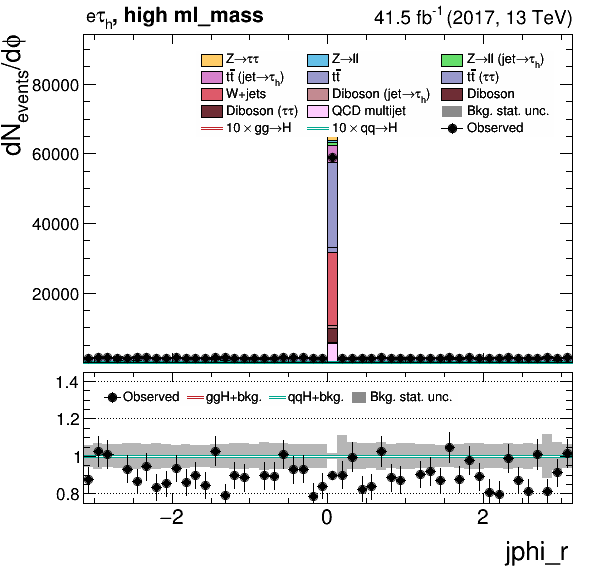 eτh, high ml_mass 41.5 fb⁻¹ (2017, 13 TeV)
dNevents/dϕ
80000
60000
40000
20000
Z→ττ Z→ll Z→ll (jet→τh)
tt̄ (jet→τh) tt̄ tt̄ (ττ)
W+jets Diboson (jet→τh) Diboson
Diboson (ττ) QCD multijet Bkg. stat. unc.
10 × gg→H 10 × qq→H Observed
1.4
1.2
1
0.8
Observed ggH+bkg. qqH+bkg. Bkg. stat. unc.
−2 0 2
jphi_r